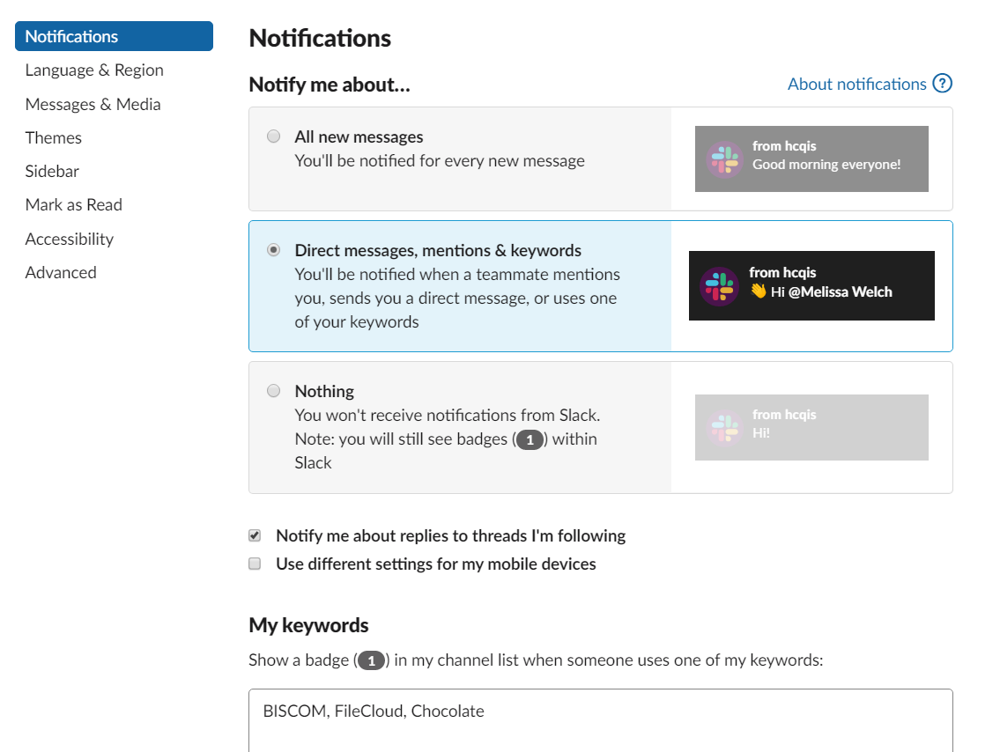 Notifications
Language & Region
Messages & Media
Themes
Sidebar
Mark as Read
Accessibility
Advanced
Notifications
Notify me about...
About notifications ?
All new messages
You'll be notified for every new message
from hcqis
Good morning everyone!
Direct messages, mentions & keywords
You'll be notified when a teammate mentions
you, sends you a direct message, or uses one
of your keywords
from hcqis
👋 Hi @Melissa Welch
Nothing
You won't receive notifications from Slack.
Note: you will still see badges (1) within
Slack
from hcqis
Hi!
Notify me about replies to threads I'm following
Use different settings for my mobile devices
My keywords
Show a badge (1) in my channel list when someone uses one of my keywords:
BISCOM, FileCloud, Chocolate